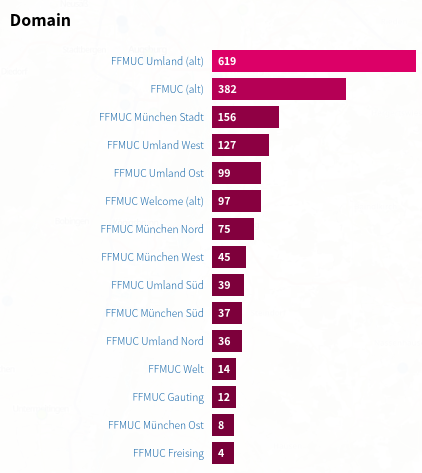 Domain
FFMUC Umland (alt) 619
FFMUC (alt) 382
FFMUC München Stadt 156
FFMUC Umland West 127
FFMUC Umland Ost 99
FFMUC Welcome (alt) 97
FFMUC München Nord 75
FFMUC München West 45
FFMUC Umland Süd 39
FFMUC München Süd 37
FFMUC Umland Nord 36
FFMUC Welt 14
FFMUC Gauting 12
FFMUC München Ost 8
FFMUC Freising 4